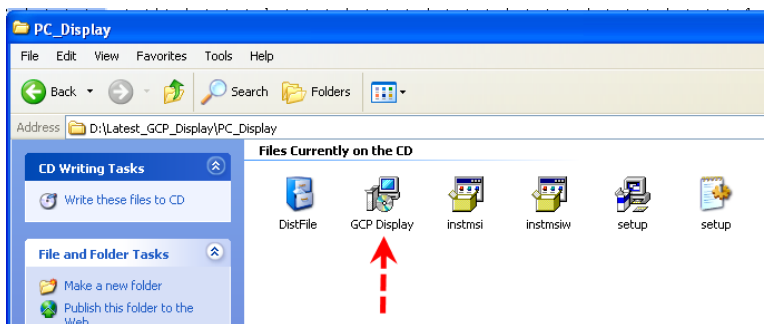 PC_Display
File Edit View Favorites Tools Help
Back Search Folders
Address D:\Latest_GCP_Display\PC_Display
Files Currently on the CD
CD Writing Tasks
Write these files to CD
DistFile GCP Display instmsi instmsiw setup setup
File and Folder Tasks
Make a new folder
Publish this folder to the
Web